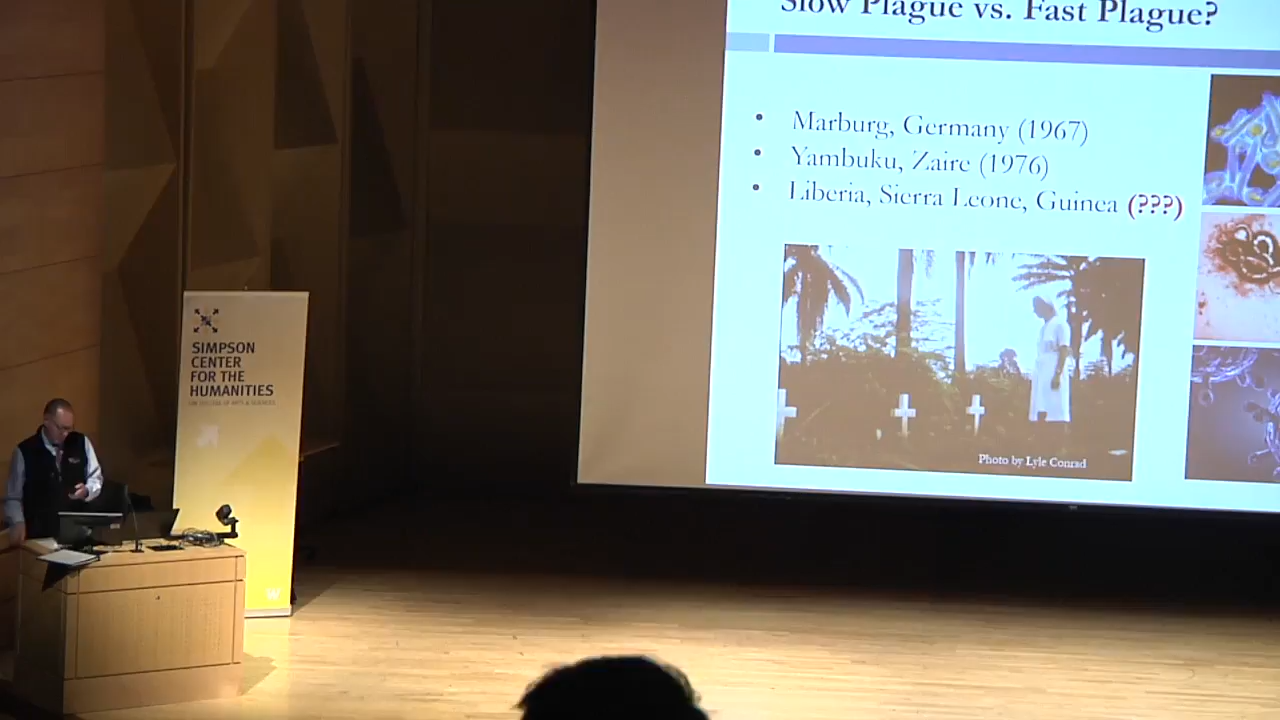 Slow Plague vs. Fast Plague?
• Marburg, Germany (1967)
• Yambuku, Zaire (1976)
• Liberia, Sierra Leone, Guinea (???)
Photo by Lyle Conrad
SIMPSON
CENTER
FOR THE
HUMANITIES
W